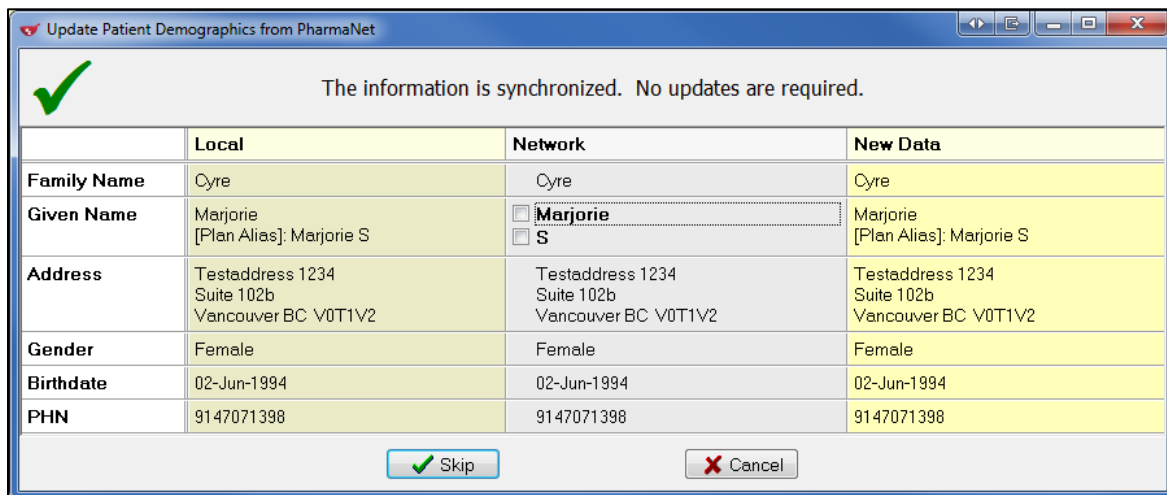 Update Patient Demographics from PharmaNet
The information is synchronized. No updates are required.
Local Network New Data
Family Name Cyre Cyre Cyre
Given Name Marjorie Marjorie Marjorie
[Plan Alias]: Marjorie S S [Plan Alias]: Marjorie S
Address Testaddress 1234 Testaddress 1234 Testaddress 1234
Suite 102b Suite 102b Suite 102b
Vancouver BC V0T1V2 Vancouver BC V0T1V2 Vancouver BC V0T1V2
Gender Female Female Female
Birthdate 02-Jun-1994 02-Jun-1994 02-Jun-1994
PHN 9147071398 9147071398 9147071398
Skip Cancel